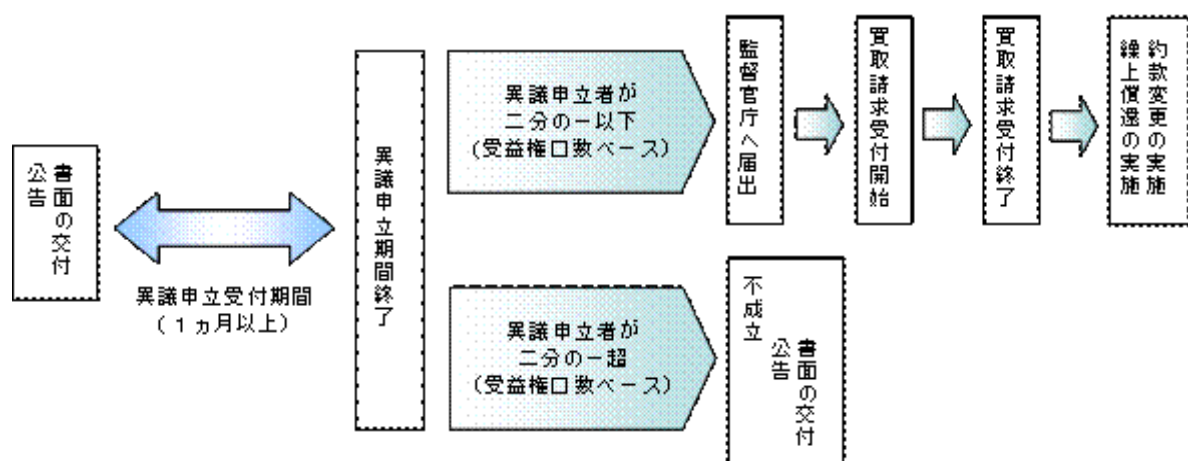 書面の交付
公告
異議申立受付期間
(1ヵ月以上)
異議申立期間終了
異議申立者が
二分の一以下
(受益権口数ベース)
監督官庁へ届出
買取請求受付開始
買取請求受付終了
約款変更の実施
繰上償還の実施
異議申立者が
二分の一超
(受益権口数ベース)
不成立
書面の交付
公告